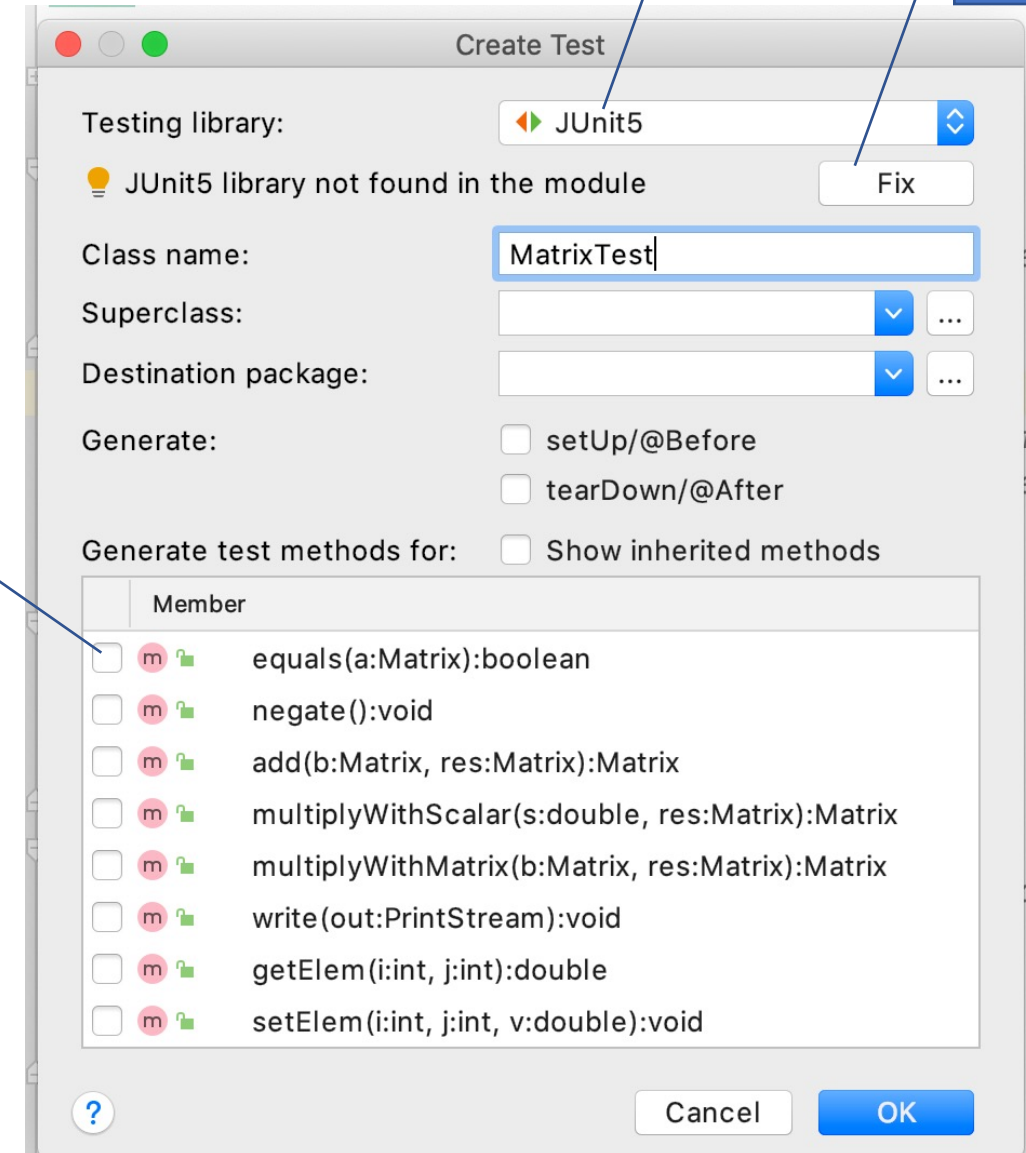 Create Test
Testing library: JUnit5
JUnit5 library not found in the module Fix
Class name: MatrixTest
Superclass: ...
Destination package: ...
Generate: setUp/@Before
tearDown/@After
Generate test methods for: Show inherited methods
Member
m equals(a:Matrix):boolean
m negate():void
m add(b:Matrix, res:Matrix):Matrix
m multiplyWithScalar(s:double, res:Matrix):Matrix
m multiplyWithMatrix(b:Matrix, res:Matrix):Matrix
m write(out:PrintStream):void
m getElem(i:int, j:int):double
m setElem(i:int, j:int, v:double):void
? Cancel OK